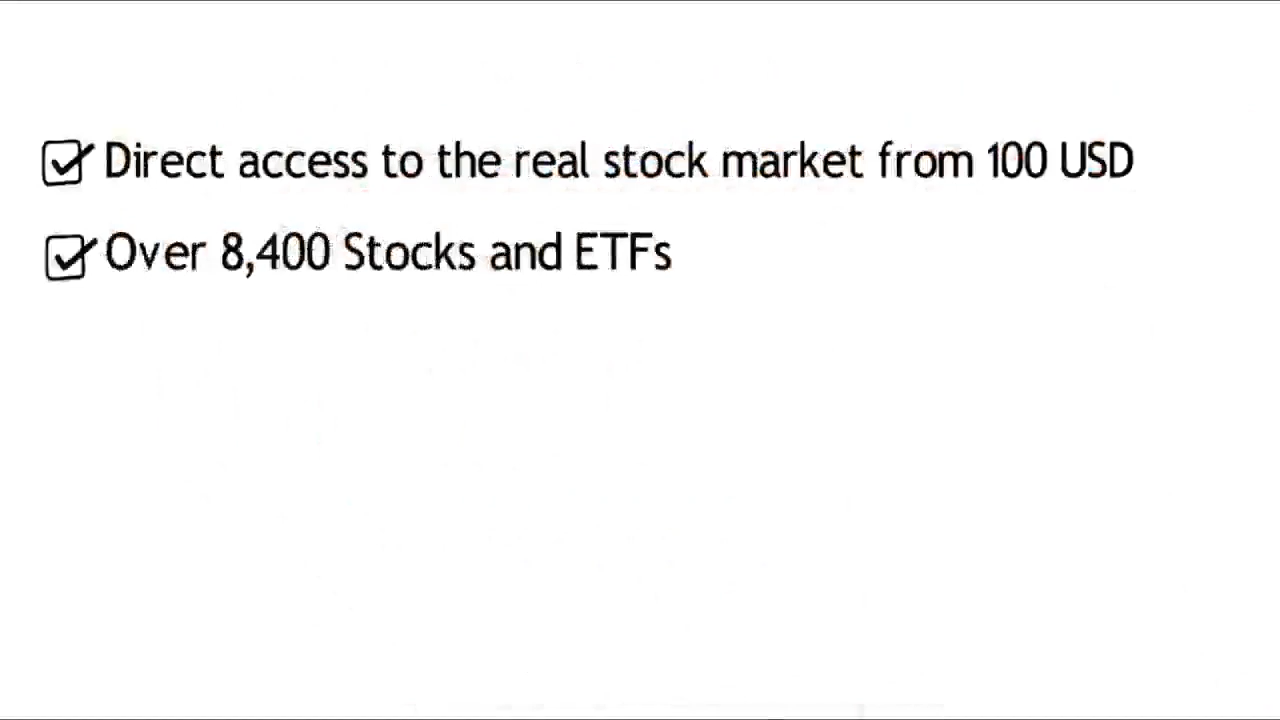 Direct access to the real stock market from 100 USD
Over 8,400 Stocks and ETFs